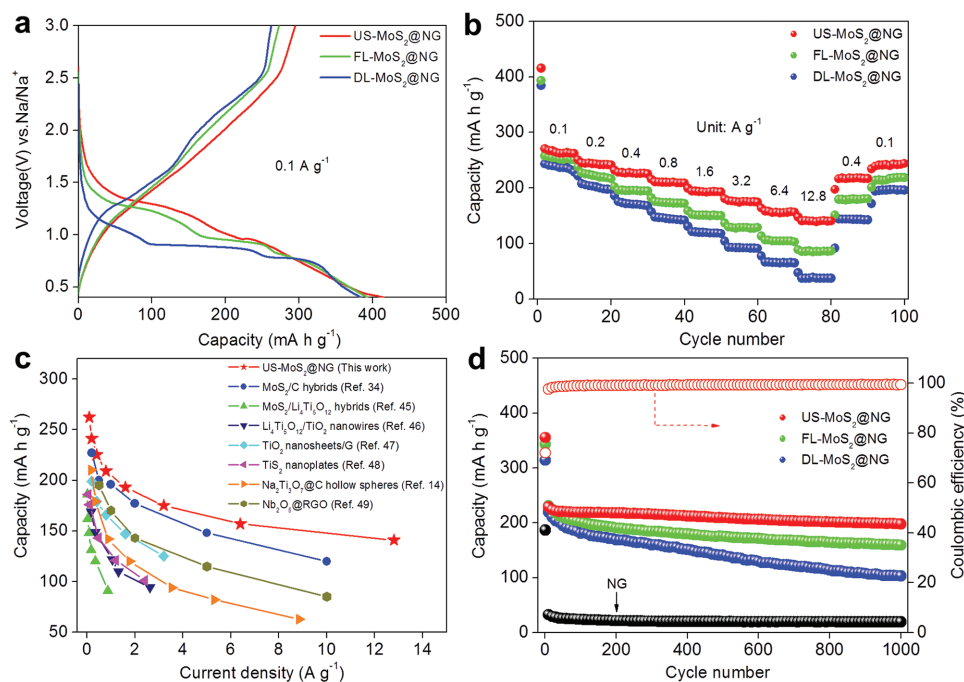 a
3.0
2.5
2.0
1.5
1.0
0.5
Voltage(V) vs.Na/Na⁺
US-MoS₂@NG
FL-MoS₂@NG
DL-MoS₂@NG
0.1 A g⁻¹
0 100 200 300 400 500
Capacity (mA h g⁻¹)
b
500
400
300
200
100
0
Capacity (mA h g⁻¹)
US-MoS₂@NG
FL-MoS₂@NG
DL-MoS₂@NG
Unit: A g⁻¹
0.1 0.2 0.4 0.8 1.6 3.2 6.4 12.8 0.4 0.1
0 20 40 60 80 100
Cycle number
c
300
250
200
150
100
50
Capacity (mA h g⁻¹)
US-MoS₂@NG (This work)
MoS₂/C hybrids (Ref. 34)
MoS₂/Li₄Ti₅O₁₂ hybrids (Ref. 45)
Li₄Ti₅O₁₂/TiO₂ nanowires (Ref. 46)
TiO₂ nanosheets/G (Ref. 47)
TiS₂ nanoplates (Ref. 48)
Na₂Ti₃O₇@C hollow spheres (Ref. 14)
Nb₂O₅@RGO (Ref. 49)
0 2 4 6 8 10 12 14
Current density(A g⁻¹)
d
500
400
300
200
100
0
Capacity (mA h g⁻¹)
US-MoS₂@NG
FL-MoS₂@NG
DL-MoS₂@NG
NG
100
80
60
40
20
0
Coulombic efficiency (%)
0 200 400 600 800 1000
Cycle number